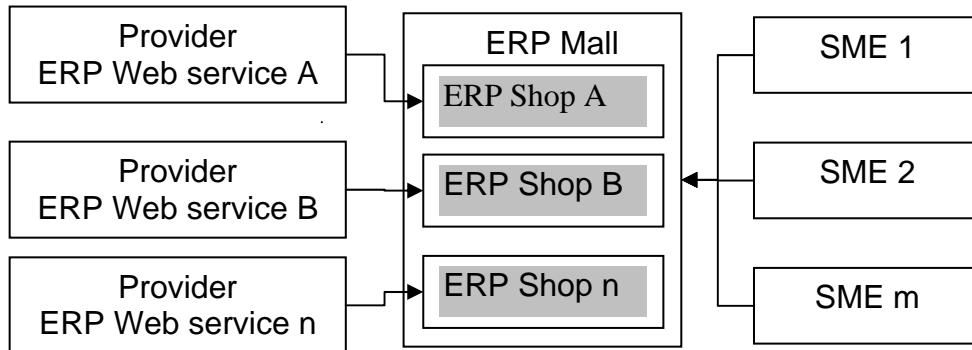 Provider
ERP Web service A
Provider
ERP Web service B
Provider
ERP Web service n
ERP Mall
ERP Shop A
ERP Shop B
ERP Shop n
SME 1
SME 2
SME m